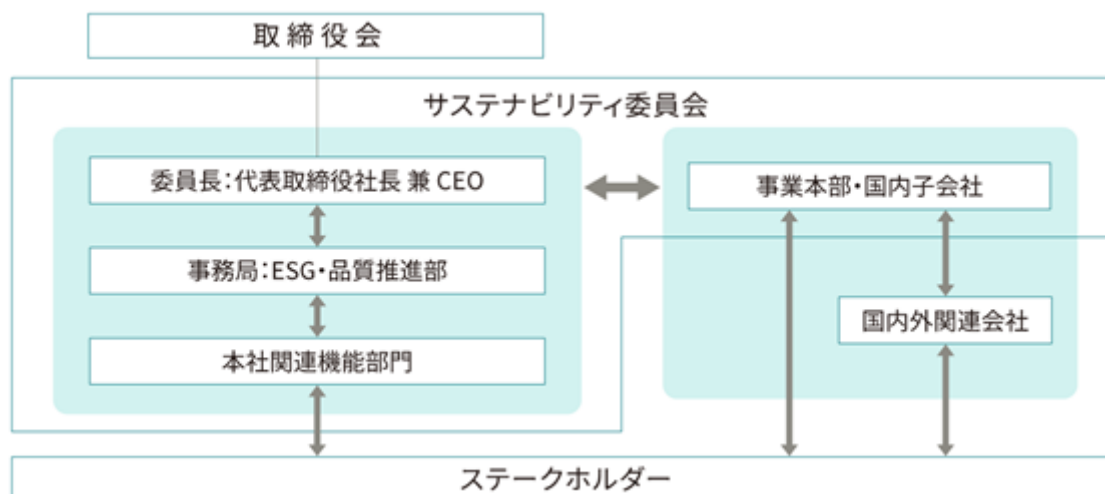 取締役会
サステナビリティ委員会
委員長：代表取締役社長 兼 CEO
事務局：ESG・品質推進部
本社関連機能部門
事業本部・国内子会社
国内外関連会社
ステークホルダー